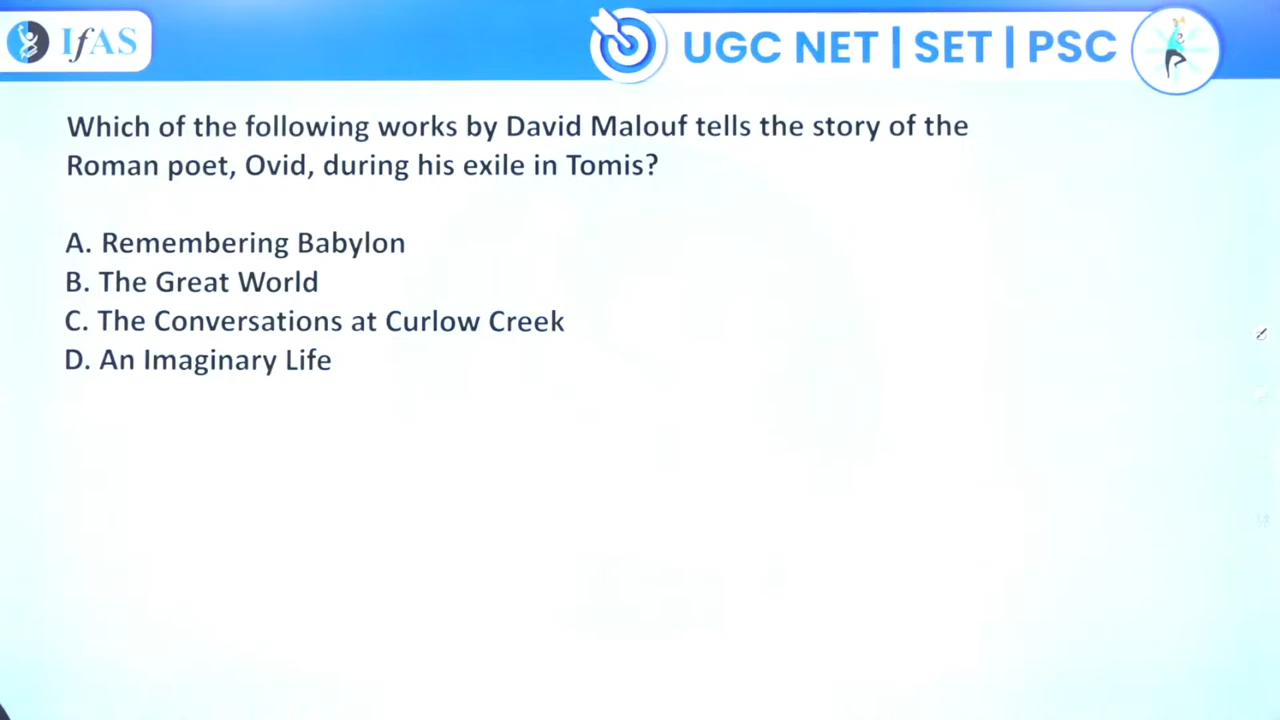 IfAS
UGC NET | SET | PSC
Which of the following works by David Malouf tells the story of the
Roman poet, Ovid, during his exile in Tomis?
A. Remembering Babylon
B. The Great World
C. The Conversations at Curlow Creek
D. An Imaginary Life